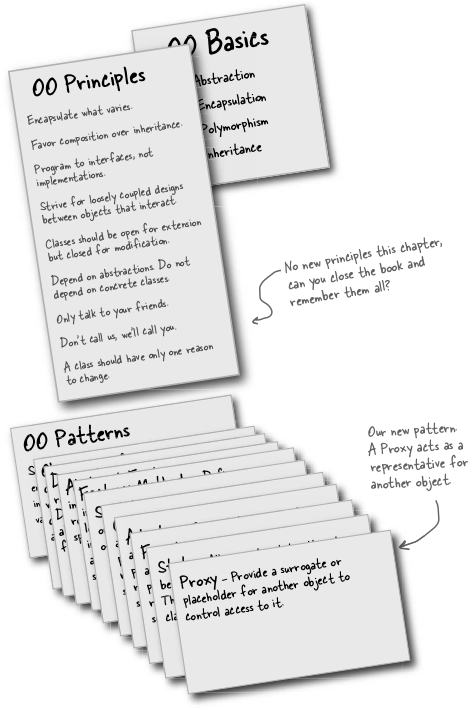 OO Basics
Abstraction
Encapsulation
Polymorphism
nheritance
OO Principles
Encapsulate what varies.
Favor composition over inheritance.
Program to interfaces, not
implementations.
Strive for loosely coupled designs
between objects that interact.
Classes should be open for extension
but closed for modification.
Depend on abstractions. Do not
depend on concrete classes.
Only talk to your friends.
Don't call us, we'll call you.
A class should have only one reason
to change.
No new principles this chapter,
can you close the book and
remember them all?
OO Patterns
Our new pattern.
A Proxy acts as a
representative for
another object.
Proxy - Provide a surrogate or
placeholder for another object to
control access to it.